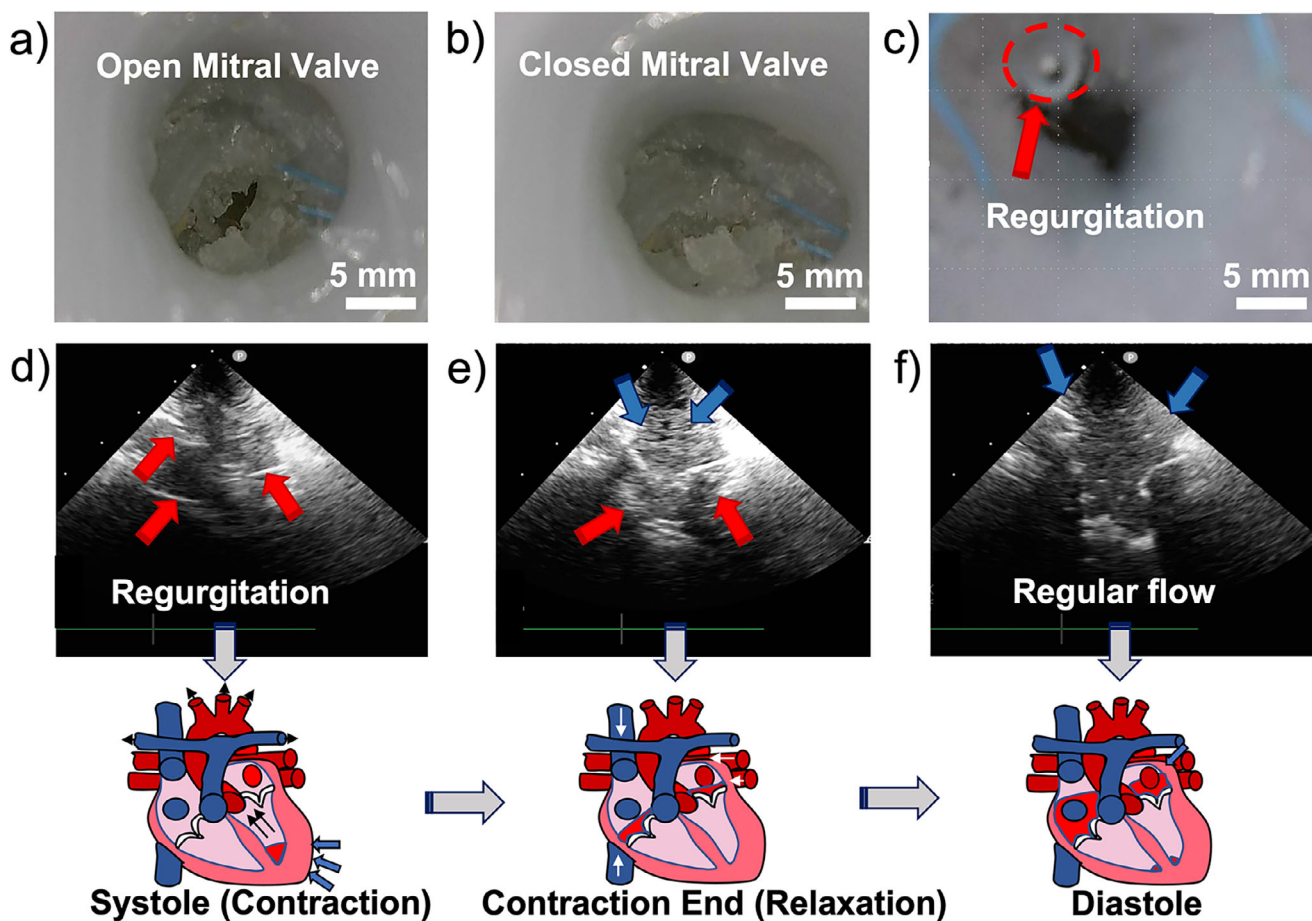 a)
Open Mitral Valve
5 mm
b)
Closed Mitral Valve
5 mm
c)
Regurgitation
5 mm
d)
P
Regurgitation
e)
P
f)
P
Regular flow
Systole (Contraction)
Contraction End (Relaxation)
Diastole